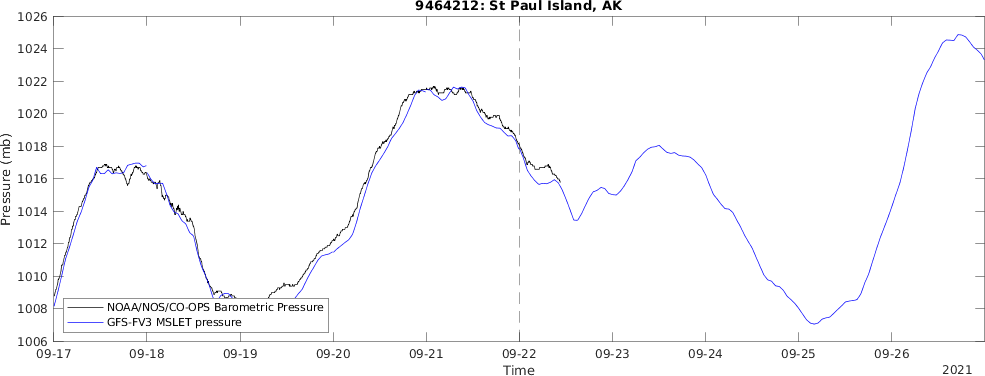 9464212: St Paul Island, AK
Pressure (mb)
1026
1024
1022
1020
1018
1016
1014
1012
1010
1008
1006
NOAA/NOS/CO-OPS Barometric Pressure
GFS-FV3 MSLET pressure
09-17 09-18 09-19 09-20 09-21 09-22 09-23 09-24 09-25 09-26
Time
2021